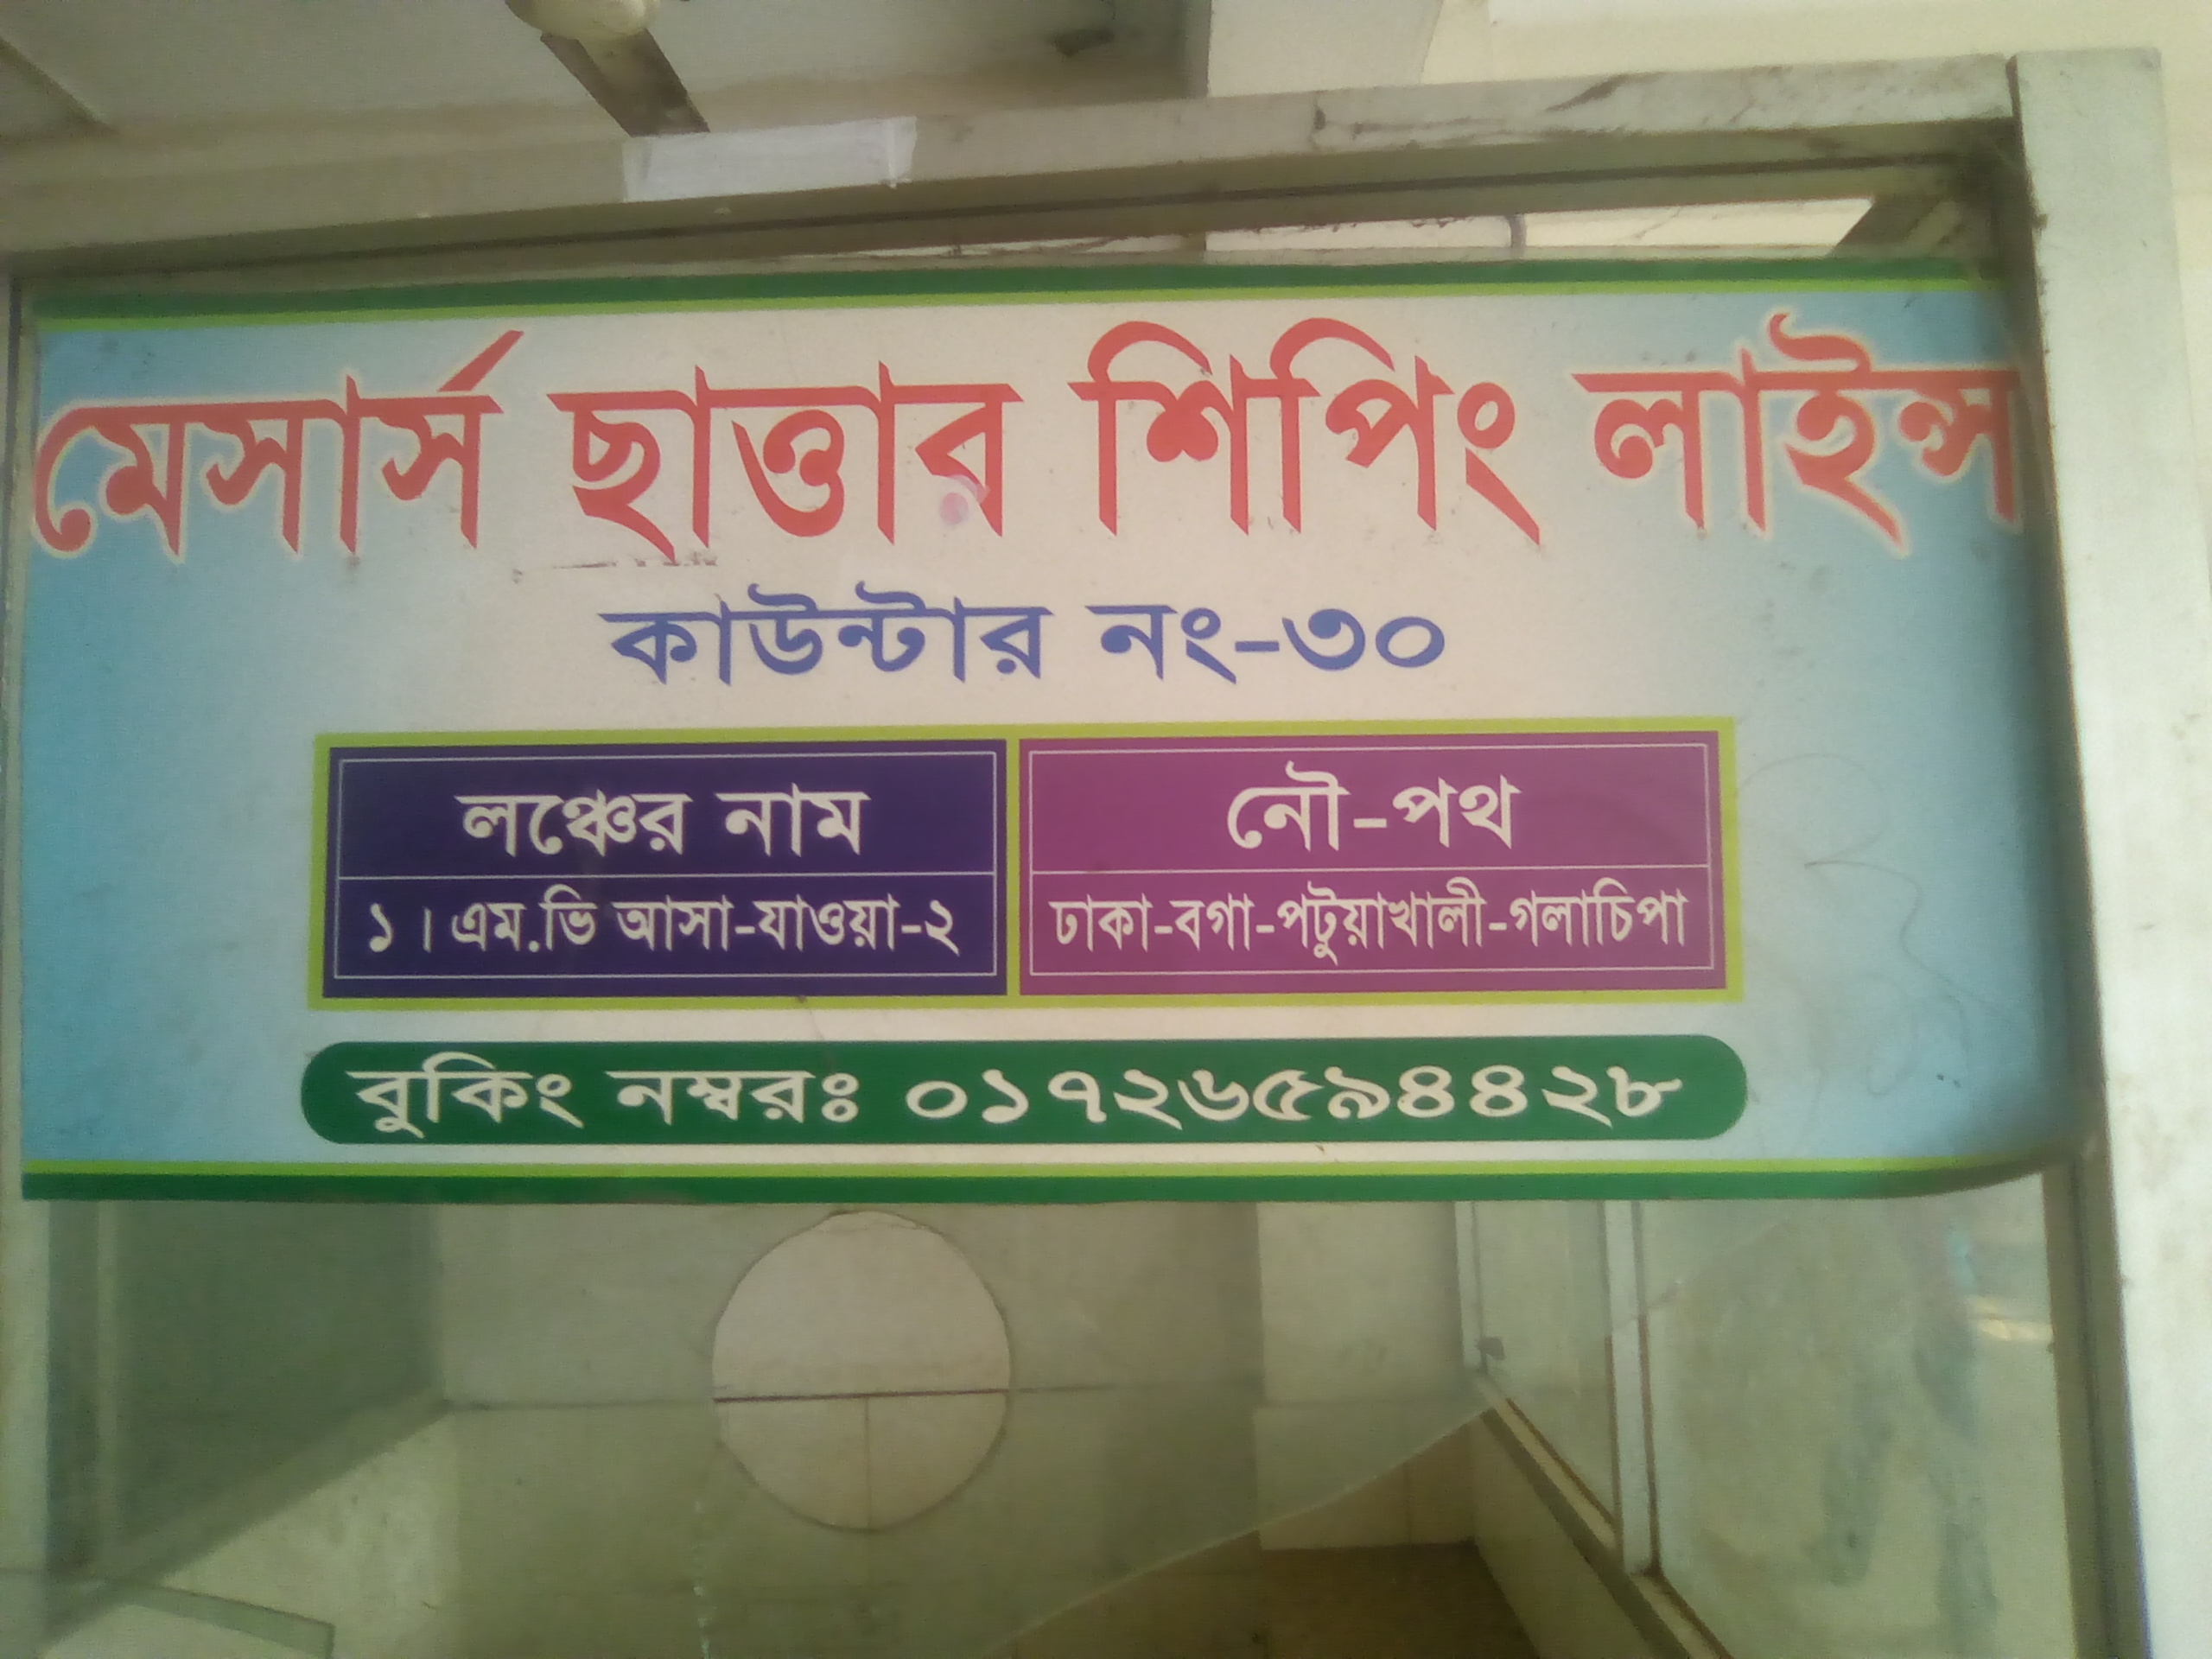 মেসার্স ছাত্তার শিপিং লাইন্স
কাউন্টার নং-৩০
লঞ্চের নাম
নৌ-পথ
১। এম.ভি আসা-যাওয়া-২
ঢাকা-বগা-পটুয়াখালী-গলাচিপা
বুকিং নম্বরঃ ০১৭২৬৫৯৪৪২৮